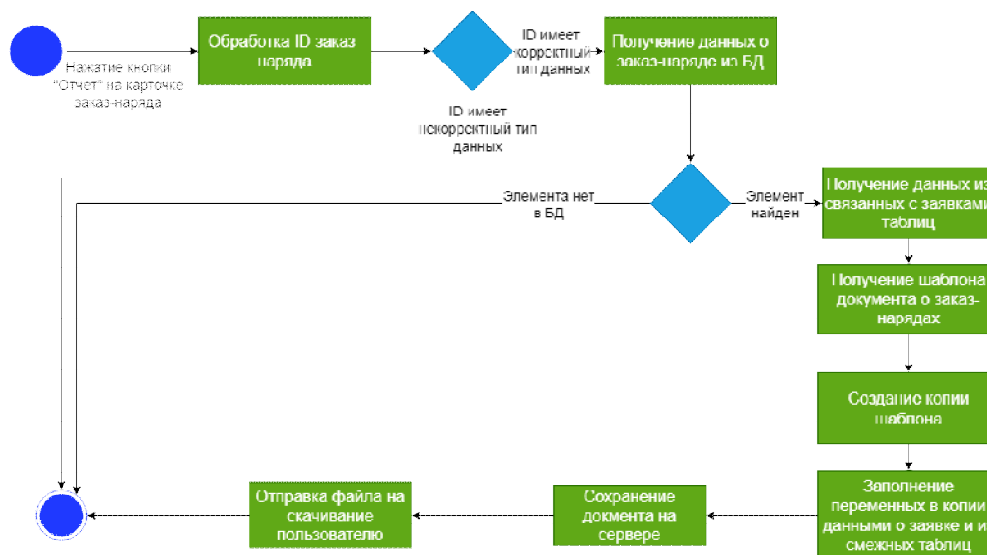 Обработка ID заказ
наряда
ID имеет
корректный
тип данных
Получение данных о
заказ-наряде из БД
Нажатие кнопки
"Отчет" на карточке
заказ-наряда
ID имеет
некорректный тип
данных
Элемента нет
в БД
Элемент
найден
Получение данных из
связанных с заявками
таблиц
Получение шаблона
документа о заказ-
нарядах
Создание копии
шаблона
Заполнение
переменных в копии
данными о заявке и и
смежных таблиц
Сохранение
докмента на
сервере
Отправка файла на
скачивание
пользователю